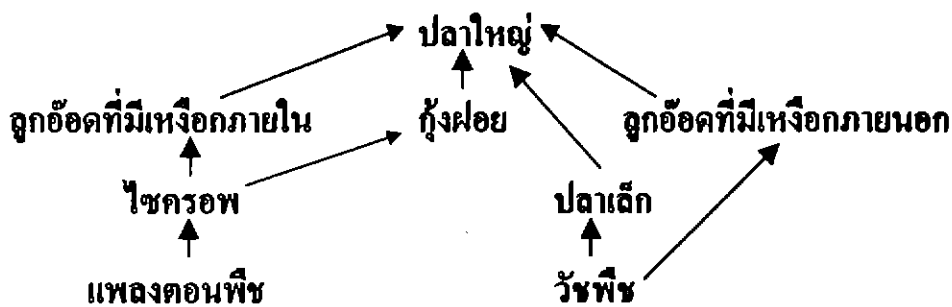 ปลาใหญ่
ลูกอ๊อดที่มีเหงือกภายใน กุ้งฝอย ลูกอ๊อดที่มีเหงือกภายนอก
ไซครอพ ปลาเล็ก
แพลงตอนพืช วัชพืช